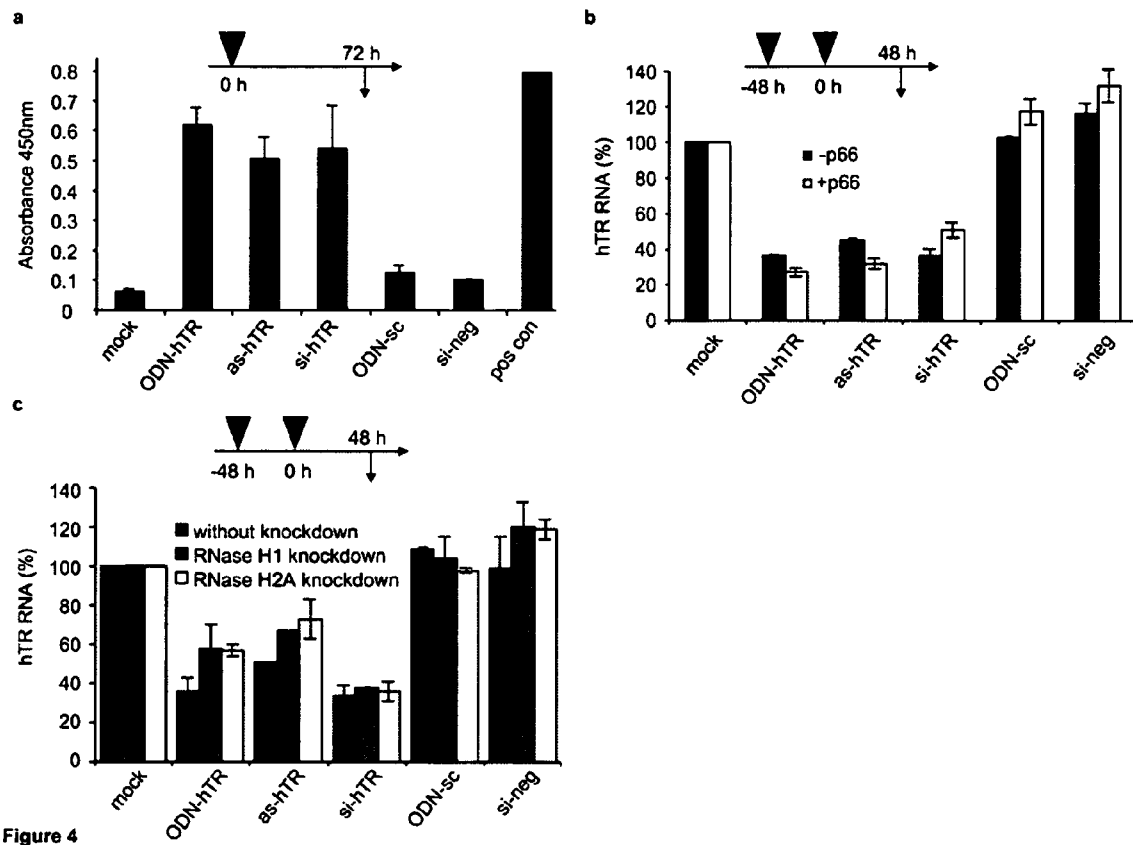 a
72 h
0 h
0.8
0.7
0.6
0.5
0.4
0.3
0.2
0.1
0
Absorbance 450nm
mock
ODN-hTR
as-hTR
si-hTR
ODN-sc
si-neg
pos con
b
48 h
-48 h
0 h
140
120
100
80
60
40
20
0
hTR RNA (%)
-p66
+p66
mock
ODN-hTR
as-hTR
si-hTR
ODN-sc
si-neg
c
48 h
-48 h
0 h
140
120
100
80
60
40
20
0
hTR RNA (%)
without knockdown
RNase H1 knockdown
RNase H2A knockdown
mock
ODN-hTR
as-hTR
si-hTR
ODN-sc
si-neg
Figure 4